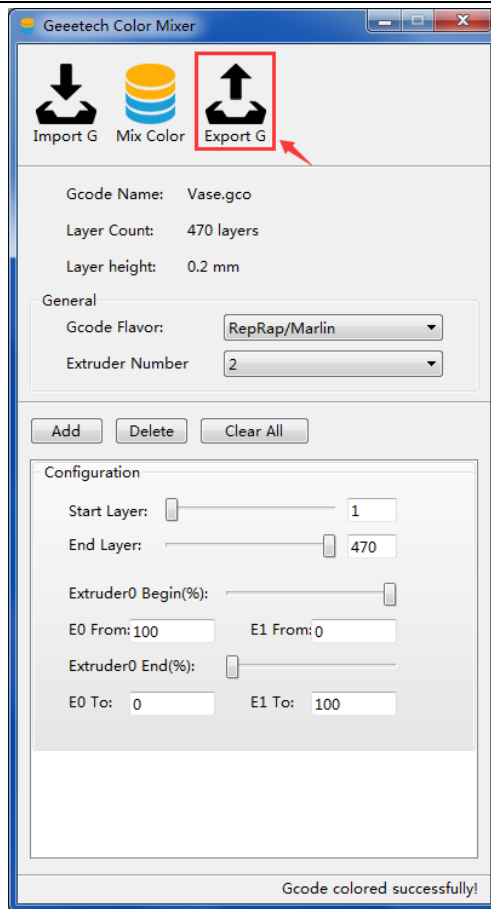 Geeetech Color Mixer
Import G Mix Color Export G
Gcode Name: Vase.gco
Layer Count: 470 layers
Layer height: 0.2 mm
General
Gcode Flavor: RepRap/Marlin
Extruder Number 2
Add Delete Clear All
Configuration
Start Layer: 1
End Layer: 470
Extruder0 Begin(%):
E0 From: 100 E1 From: 0
Extruder0 End(%):
E0 To: 0 E1 To: 100
Gcode colored successfully!